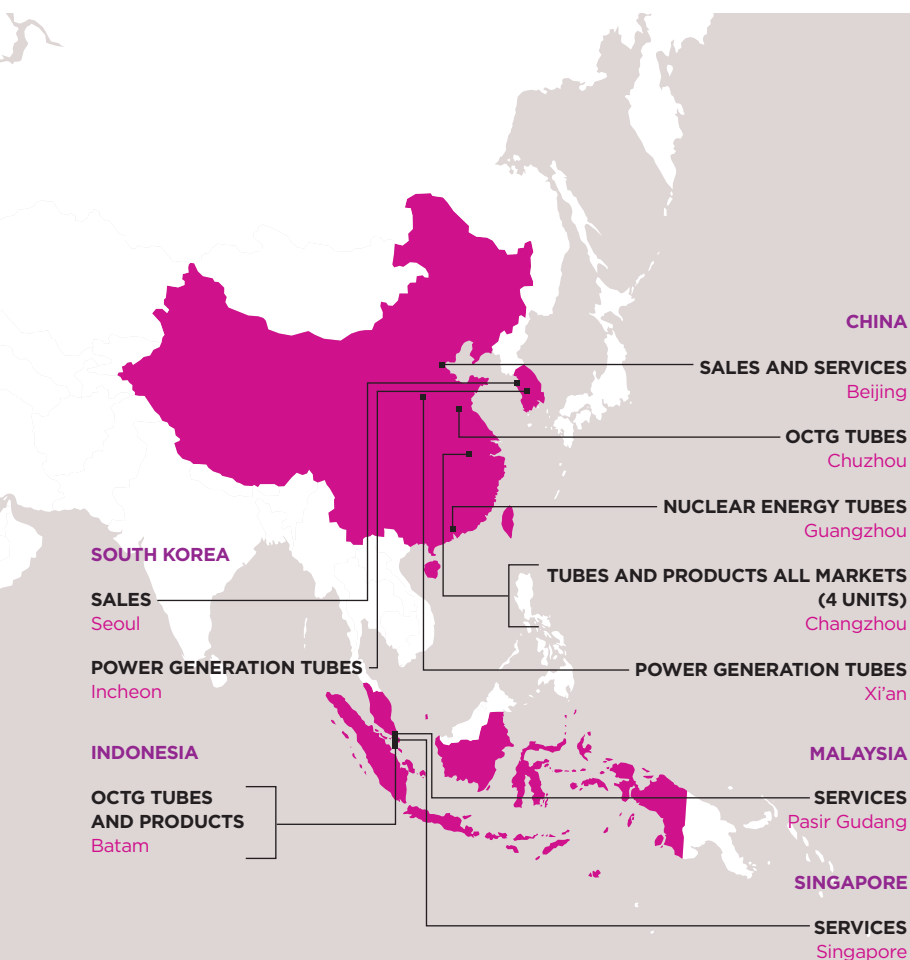 CHINA
SALES AND SERVICES
Beijing
OCTG TUBES
Chuzhou
NUCLEAR ENERGY TUBES
Guangzhou
TUBES AND PRODUCTS ALL MARKETS
(4 UNITS)
Changzhou
POWER GENERATION TUBES
Xi’an
SOUTH KOREA
SALES
Seoul
POWER GENERATION TUBES
Incheon
INDONESIA
OCTG TUBES
AND PRODUCTS
Batam
MALAYSIA
SERVICES
Pasir Gudang
SINGAPORE
SERVICES
Singapore